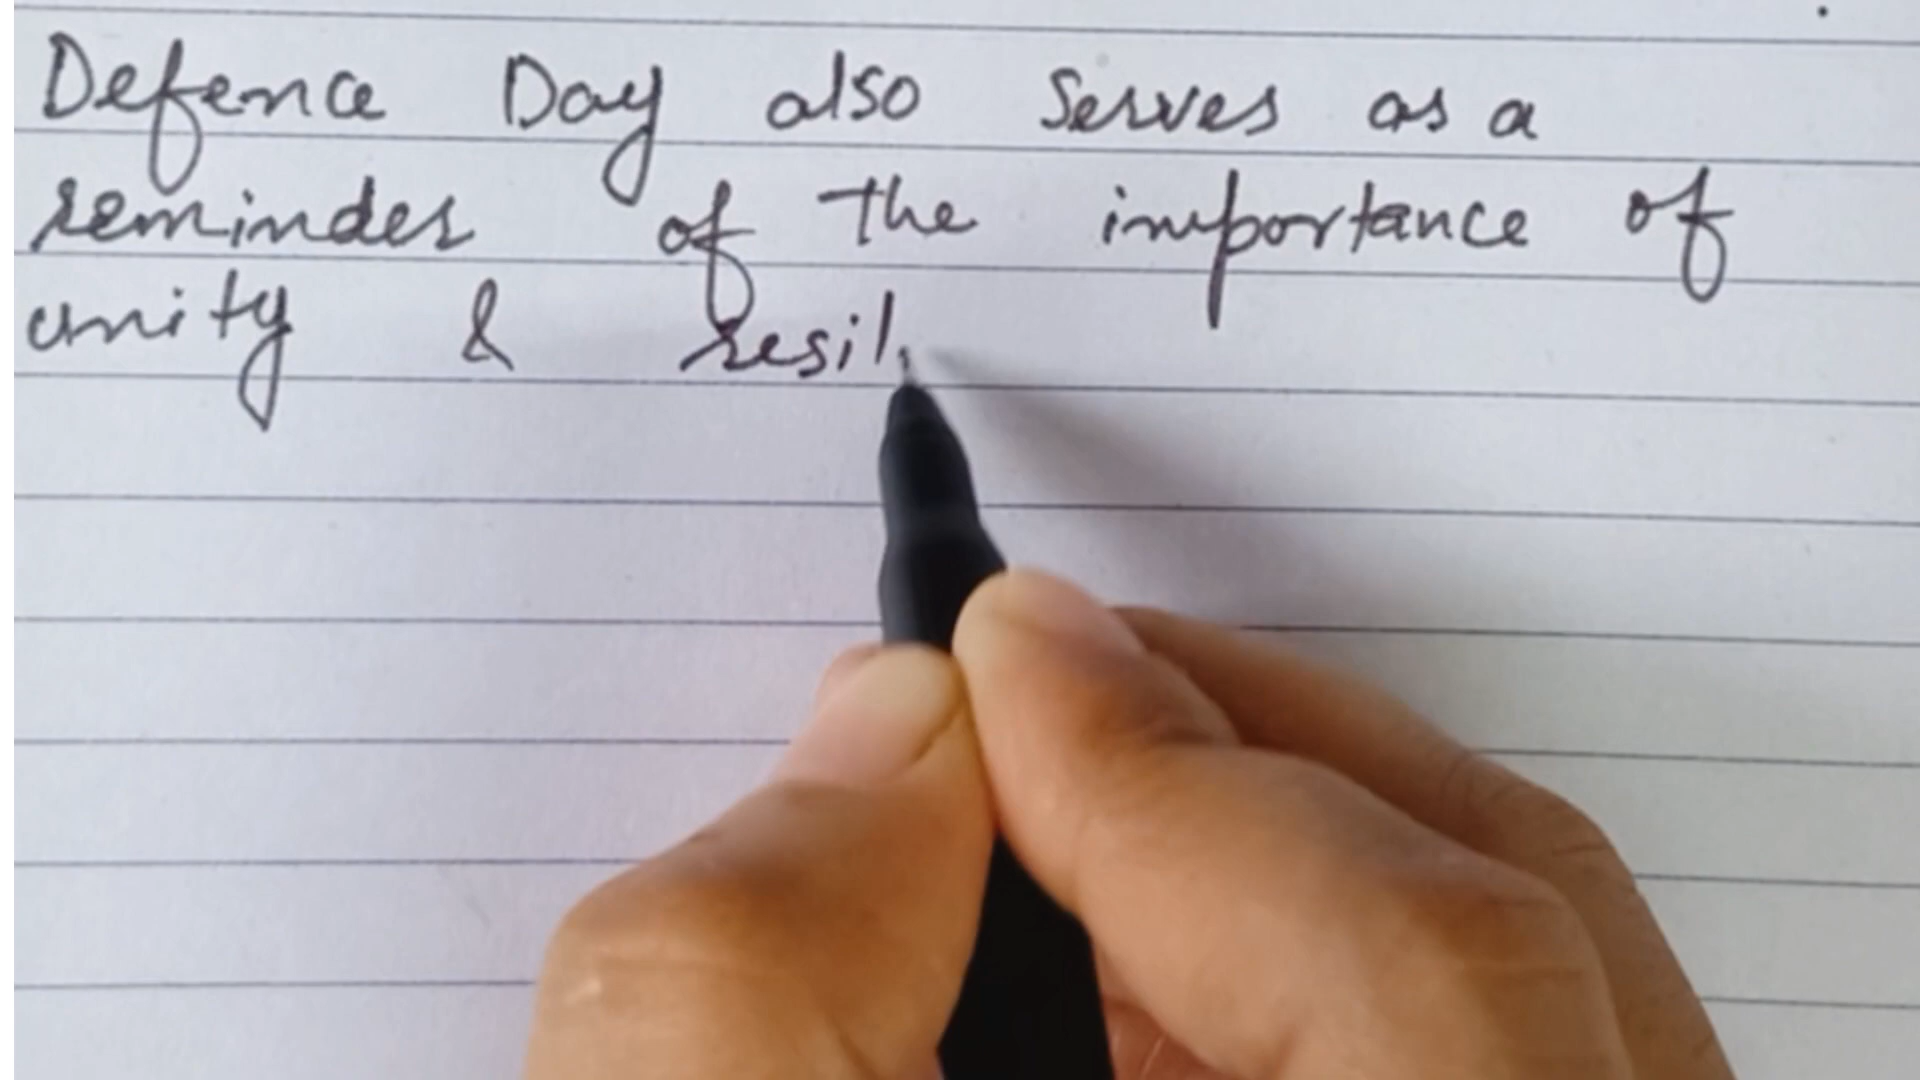 Defence Day also serves as a
reminder of the importance of
unity & resil